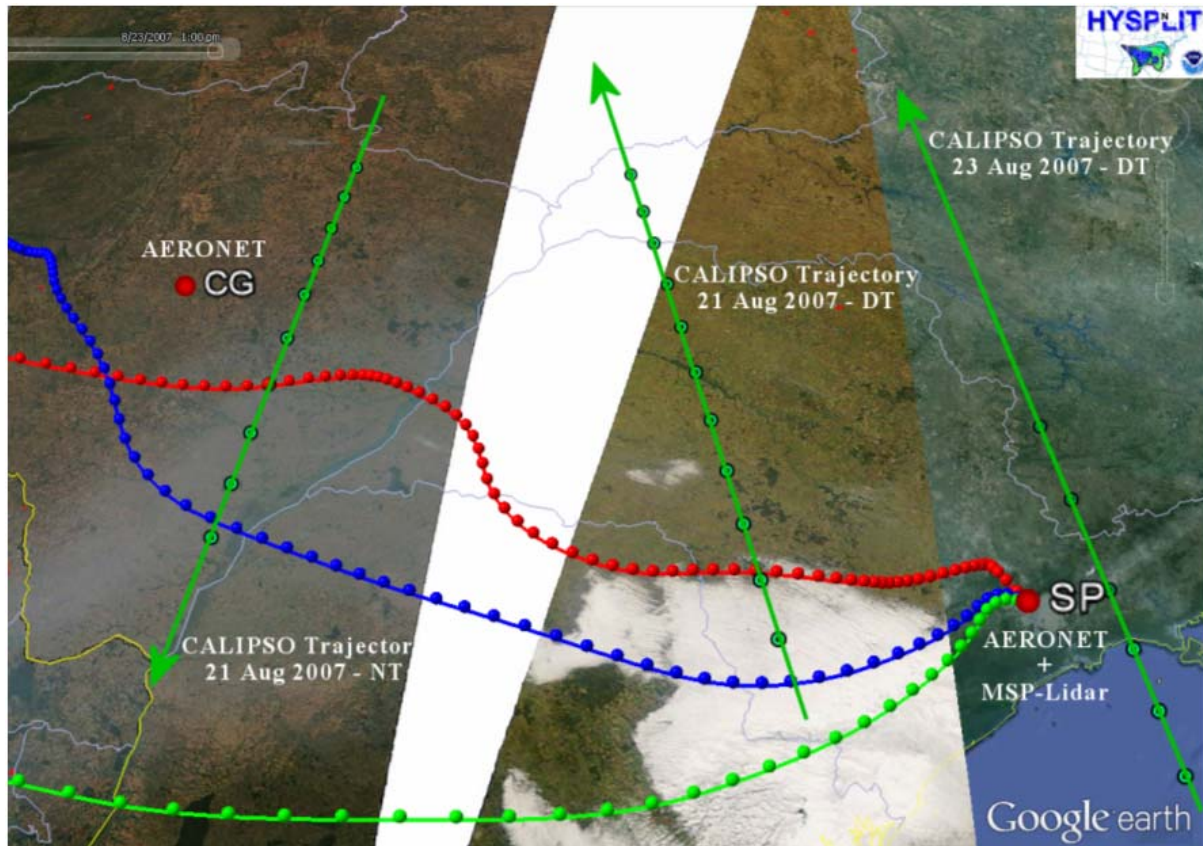 8/23/2007 1:00 pm
HYSPLIT
N
CALIPSO Trajectory
23 Aug 2007 - DT
AERONET
CG
CALIPSO Trajectory
21 Aug 2007 - DT
SP
AERONET
+
MSP-Lidar
CALIPSO Trajector
21 Aug 2007 - NT
Google earth